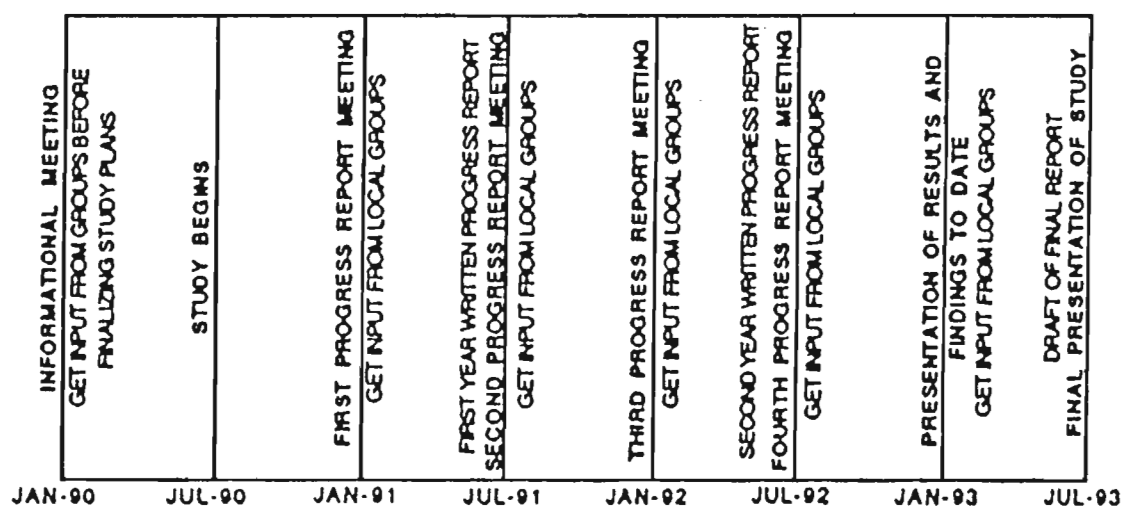 INFORMATIONAL MEETING
GET INPUT FROM GROUPS BEFORE
FINALIZING STUDY PLANS
STUDY BEGINS
FIRST PROGRESS REPORT MEETING
GET INPUT FROM LOCAL GROUPS
FIRST YEAR WRITTEN PROGRESS REPORT
SECOND PROGRESS REPORT MEETING
GET INPUT FROM LOCAL GROUPS
THIRD PROGRESS REPORT MEETING
GET INPUT FROM LOCAL GROUPS
SECOND YEAR WRITTEN PROGRESS REPORT
FOURTH PROGRESS REPORT MEETING
GET INPUT FROM LOCAL GROUPS
PRESENTATION OF RESULTS AND
FINDINGS TO DATE
GET INPUT FROM LOCAL GROUPS
DRAFT OF FINAL REPORT
FINAL PRESENTATION OF STUDY
JAN-90 JUL-90 JAN-91 JUL-91 JAN-92 JUL-92 JAN-93 JUL-93